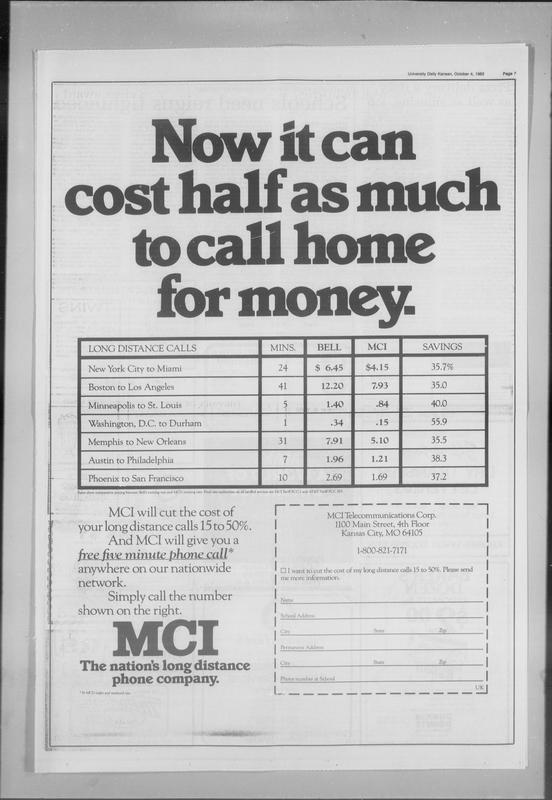 University Daily Kansan, October 4, 1983 Page 7
Now it can
cost half as much
to call home
for money.
LONG DISTANCE CALLS MINS. BELL MCI SAVINGS
New York City to Miami 24 $ 6.45 $4.15 35.7%
Boston to Los Angeles 41 12.20 7.93 35.0
Minneapolis to St. Louis 5 1.40 .84 40.0
Washington, D.C. to Durham 1 .34 .15 55.9
Memphis to New Orleans 31 7.91 5.10 35.5
Austin to Philadelphia 7 1.96 1.21 38.3
Phoenix to San Francisco 10 2.69 1.69 37.2
MCI will cut the cost of
your long distance calls 15 to 50%.
And MCI will give you a
free five minute phone call*
anywhere on our nationwide
network.
Simply call the number
shown on the right.
MCI
The nation's long distance
phone company.
MCI Telecommunications Corp.
1100 Main Street, 4th Floor
Kansas City, MO 64105
1-800-821-7171
I want to cut the cost of my long distance calls 15 to 50%. Please send
me more information.
Name
School Address
City State Zip
Permanent Address
City State Zip
Phone number at School
UK